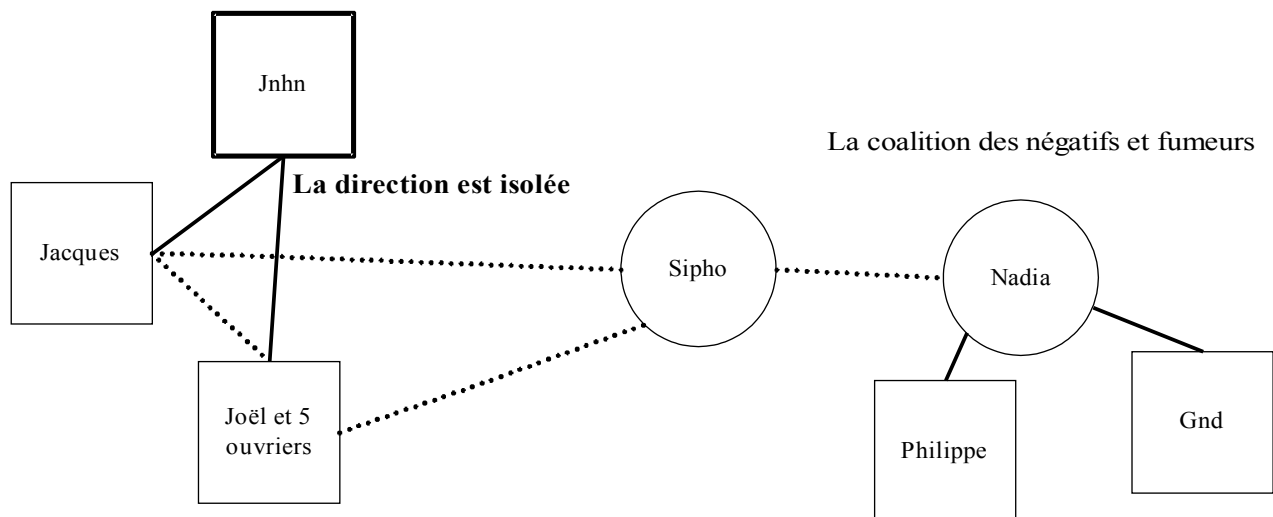 Jnhn
La coalition des négatifs et fumeurs
La direction est isolée
Jacques
Sipho
Nadia
Joël et 5
ouvriers
Philippe
Gnd